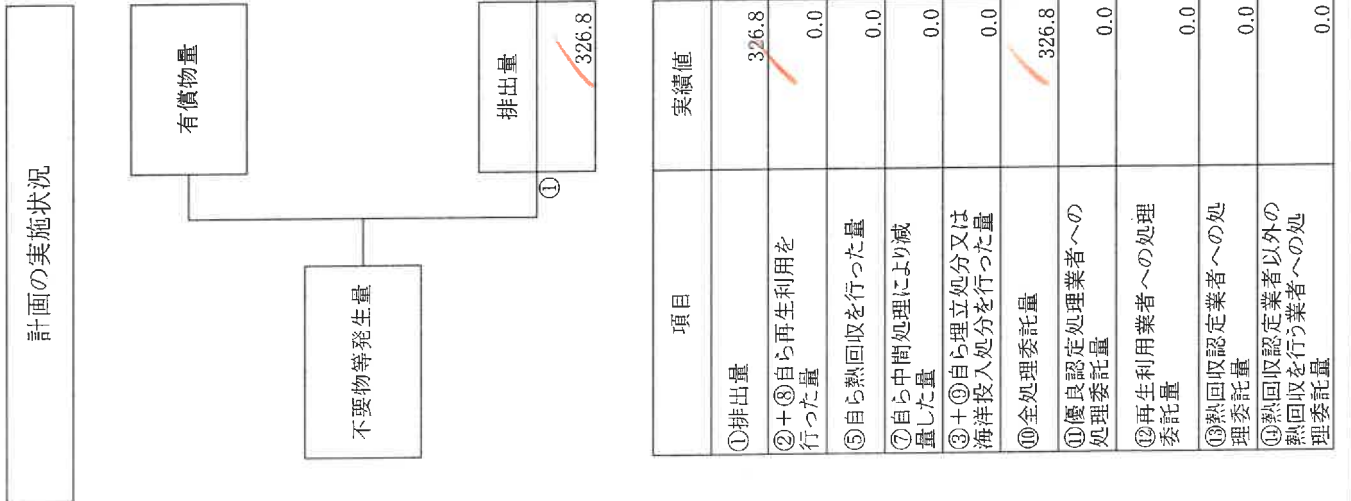 計画の実施状況
有償物量
不要物等発生量
排出量
①
326.8
項目
実績値
①排出量
326.8
②+⑧自ら再生利用を
行った量
0.0
⑤自ら熱回収を行った量
0.0
⑦自ら中間処理により減
量した量
0.0
③+⑨自ら埋立処分又は
海洋投入処分を行った量
0.0
⑩全処理委託量
326.8
⑪優良認定処理業者への
処理委託量
0.0
⑫再生利用業者への処理
委託量
0.0
⑬熱回収認定業者への処
理委託量
0.0
⑭熱回収認定業者以外の
熱回収を行う業者への処
理委託量
0.0